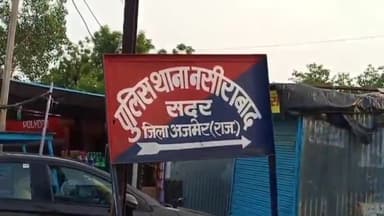 पुलिस थाना नसीराबाद
सदर
जिला अजमेर (राज.)